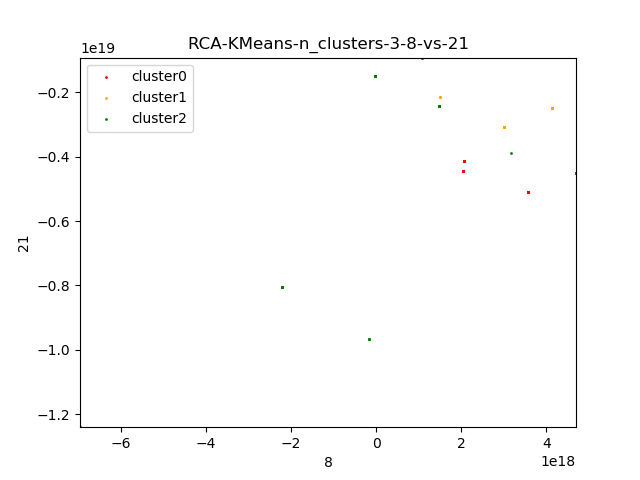 RCA-KMeans-n_clusters-3-8-vs-21
1e19
cluster0
cluster1
cluster2
−0.2
−0.4
−0.6
−0.8
−1.0
−1.2
21
−6
−4
−2
0
2
4
8
1e18